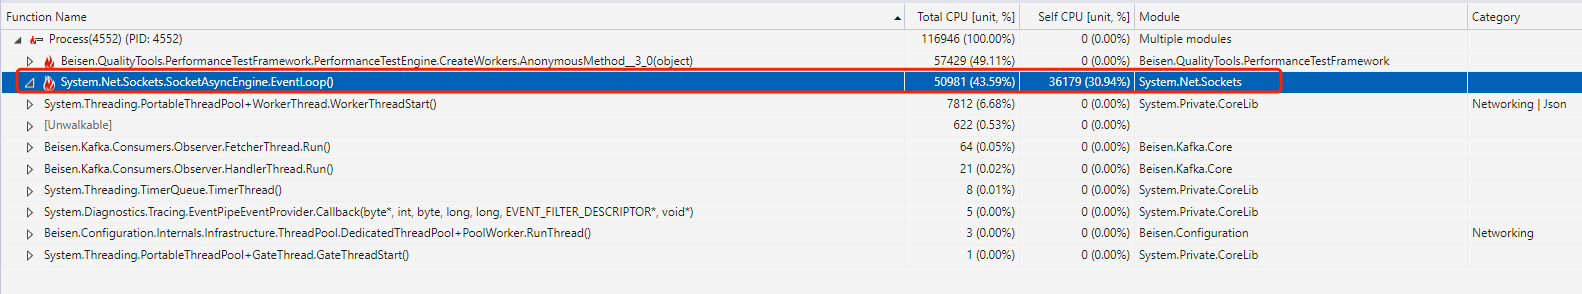 Function Name Total CPU [unit, %] Self CPU [unit, %] Module Category
Process(4552) (PID: 4552) 116946 (100.00%) 0 (0.00%) Multiple modules
Beisen.QualityTools.PerformanceTestFramework.PerformanceTestEngine.CreateWorkers.AnonymousMethod__3_0(object) 57429 (49.11%) 0 (0.00%) Beisen.QualityTools.PerformanceTestFramework
System.Net.Sockets.SocketAsyncEngine.EventLoop() 50981 (43.59%) 36179 (30.94%) System.Net.Sockets
System.Threading.PortableThreadPool+WorkerThread.WorkerThreadStart() 7812 (6.68%) 0 (0.00%) System.Private.CoreLib Networking | Json
[Unwalkable] 622 (0.53%) 0 (0.00%)
Beisen.Kafka.Consumers.Observer.FetcherThread.Run() 64 (0.05%) 0 (0.00%) Beisen.Kafka.Core
Beisen.Kafka.Consumers.Observer.HandlerThread.Run() 21 (0.02%) 0 (0.00%) Beisen.Kafka.Core
System.Threading.TimerQueue.TimerThread() 8 (0.01%) 0 (0.00%) System.Private.CoreLib
System.Diagnostics.Tracing.EventPipeEventProvider.Callback(byte*, int, byte, long, long, EVENT_FILTER_DESCRIPTOR*, void*) 5 (0.00%) 0 (0.00%) System.Private.CoreLib
Beisen.Configuration.Internals.Infrastructure.ThreadPool.DedicatedThreadPool+PoolWorker.RunThread() 3 (0.00%) 0 (0.00%) Beisen.Configuration Networking
System.Threading.PortableThreadPool+GateThread.GateThreadStart() 1 (0.00%) 0 (0.00%) System.Private.CoreLib